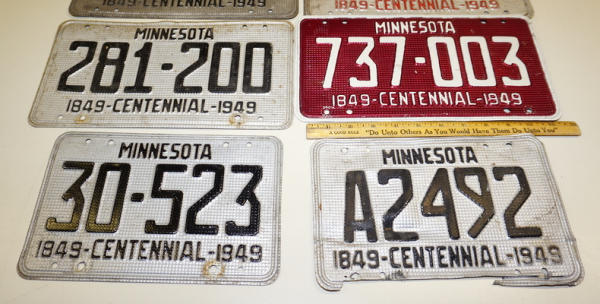 1849-CENTENNIAL-1949
1849-CENTENNIAL-1949
MINNESOTA
281-200
1849-CENTENNIAL-1949
MINNESOTA
737-003
1849-CENTENNIAL-1949
A GOOD RULE "Do Unto Others As You Would Have Them Do Unto You"
MINNESOTA
30-523
1849-CENTENNIAL-1949
MINNESOTA
A2492
1849-CENTENNIAL-1949